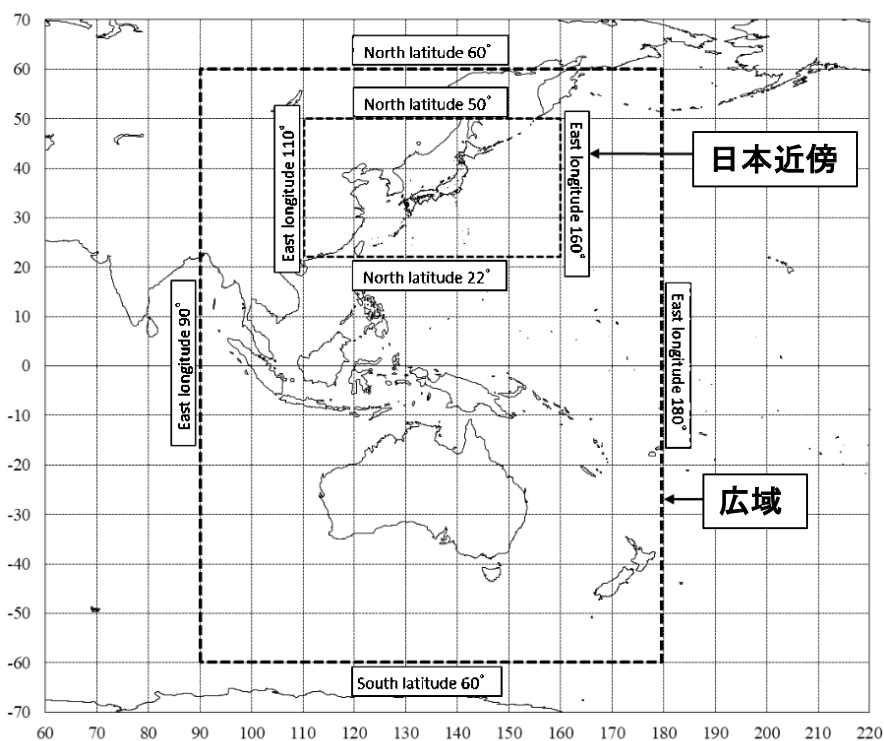 70
60
50
40
30
20
10
0
-10
-20
-30
-40
-50
-60
-70
North latitude 60°
North latitude 50°
East longitude 110°
East longitude 160°
日本近傍
North latitude 22°
East longitude 90°
East longitude 180°
広域
South latitude 60°
60 70 80 90 100 110 120 130 140 150 160 170 180 190 200 210 220